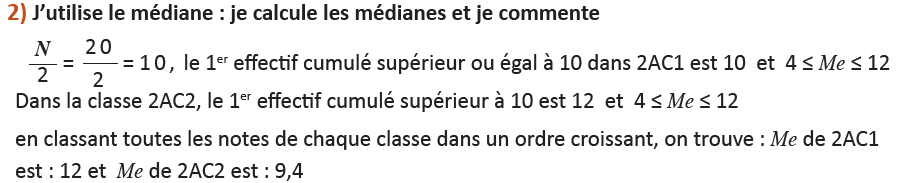 2) J’utilise le médiane : je calcule les médianes et je commente
N/2 = 20/2 = 10, le 1er effectif cumulé supérieur ou égal à 10 dans 2AC1 est 10 et 4 ≤ Me ≤ 12
Dans la classe 2AC2, le 1er effectif cumulé supérieur à 10 est 12 et 4 ≤ Me ≤ 12
en classant toutes les notes de chaque classe dans un ordre croissant, on trouve : Me de 2AC1
est : 12 et Me de 2AC2 est : 9,4